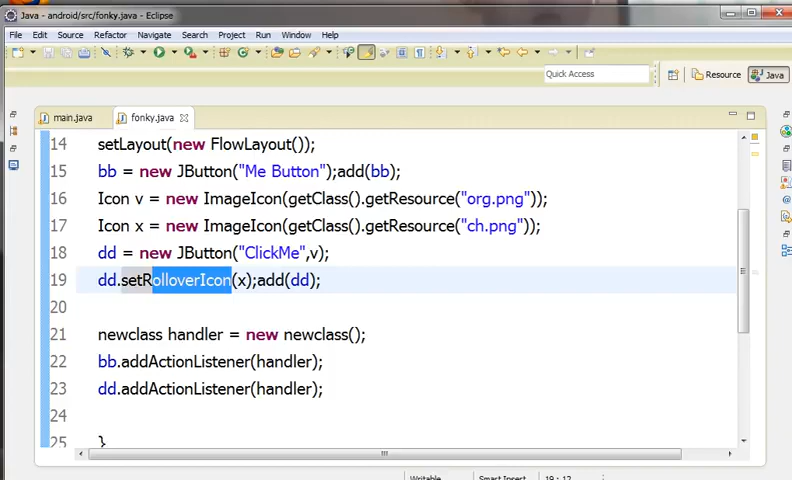 Java - android/src/fonky.java - Eclipse
File Edit Source Refactor Navigate Search Project Run Window Help
Quick Access Resource Java
main.java fonky.java
14 setLayout(new FlowLayout());
15 bb = new JButton("Me Button");add(bb);
16 Icon v = new ImageIcon(getClass().getResource("org.png"));
17 Icon x = new ImageIcon(getClass().getResource("ch.png"));
18 dd = new JButton("ClickMe",v);
19 dd.setRolloverIcon(x);add(dd);
20
21 newclass handler = new newclass();
22 bb.addActionListener(handler);
23 dd.addActionListener(handler);
24
25 }
Writable Smart Insert 19 : 12